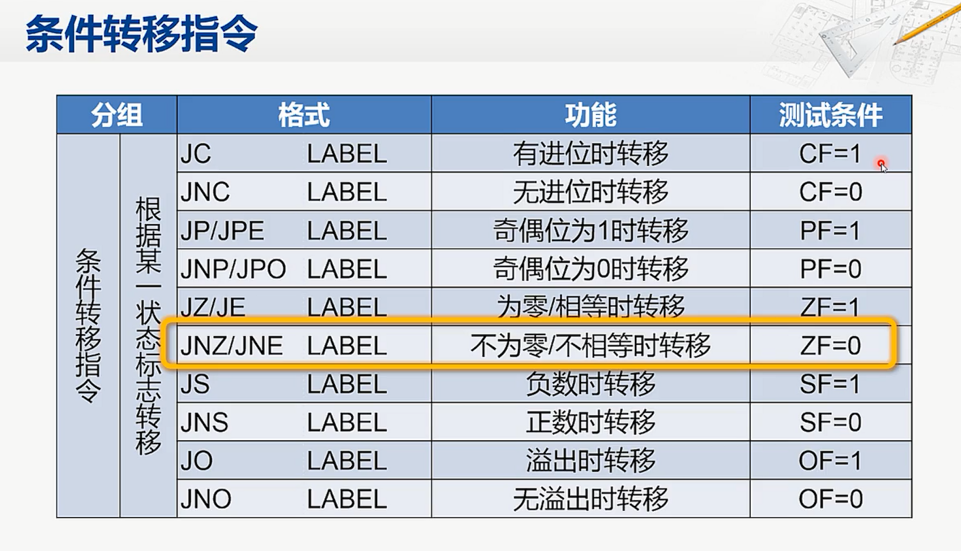 条件转移指令
分组 格式 功能 测试条件
条件转移指令
根据某一状态标志转移
JC LABEL 有进位时转移 CF=1
JNC LABEL 无进位时转移 CF=0
JP/JPE LABEL 奇偶位为1时转移 PF=1
JNP/JPO LABEL 奇偶位为0时转移 PF=0
JZ/JE LABEL 为零/相等时转移 ZF=1
JNZ/JNE LABEL 不为零/不相等时转移 ZF=0
JS LABEL 负数时转移 SF=1
JNS LABEL 正数时转移 SF=0
JO LABEL 溢出时转移 OF=1
JNO LABEL 无溢出时转移 OF=0